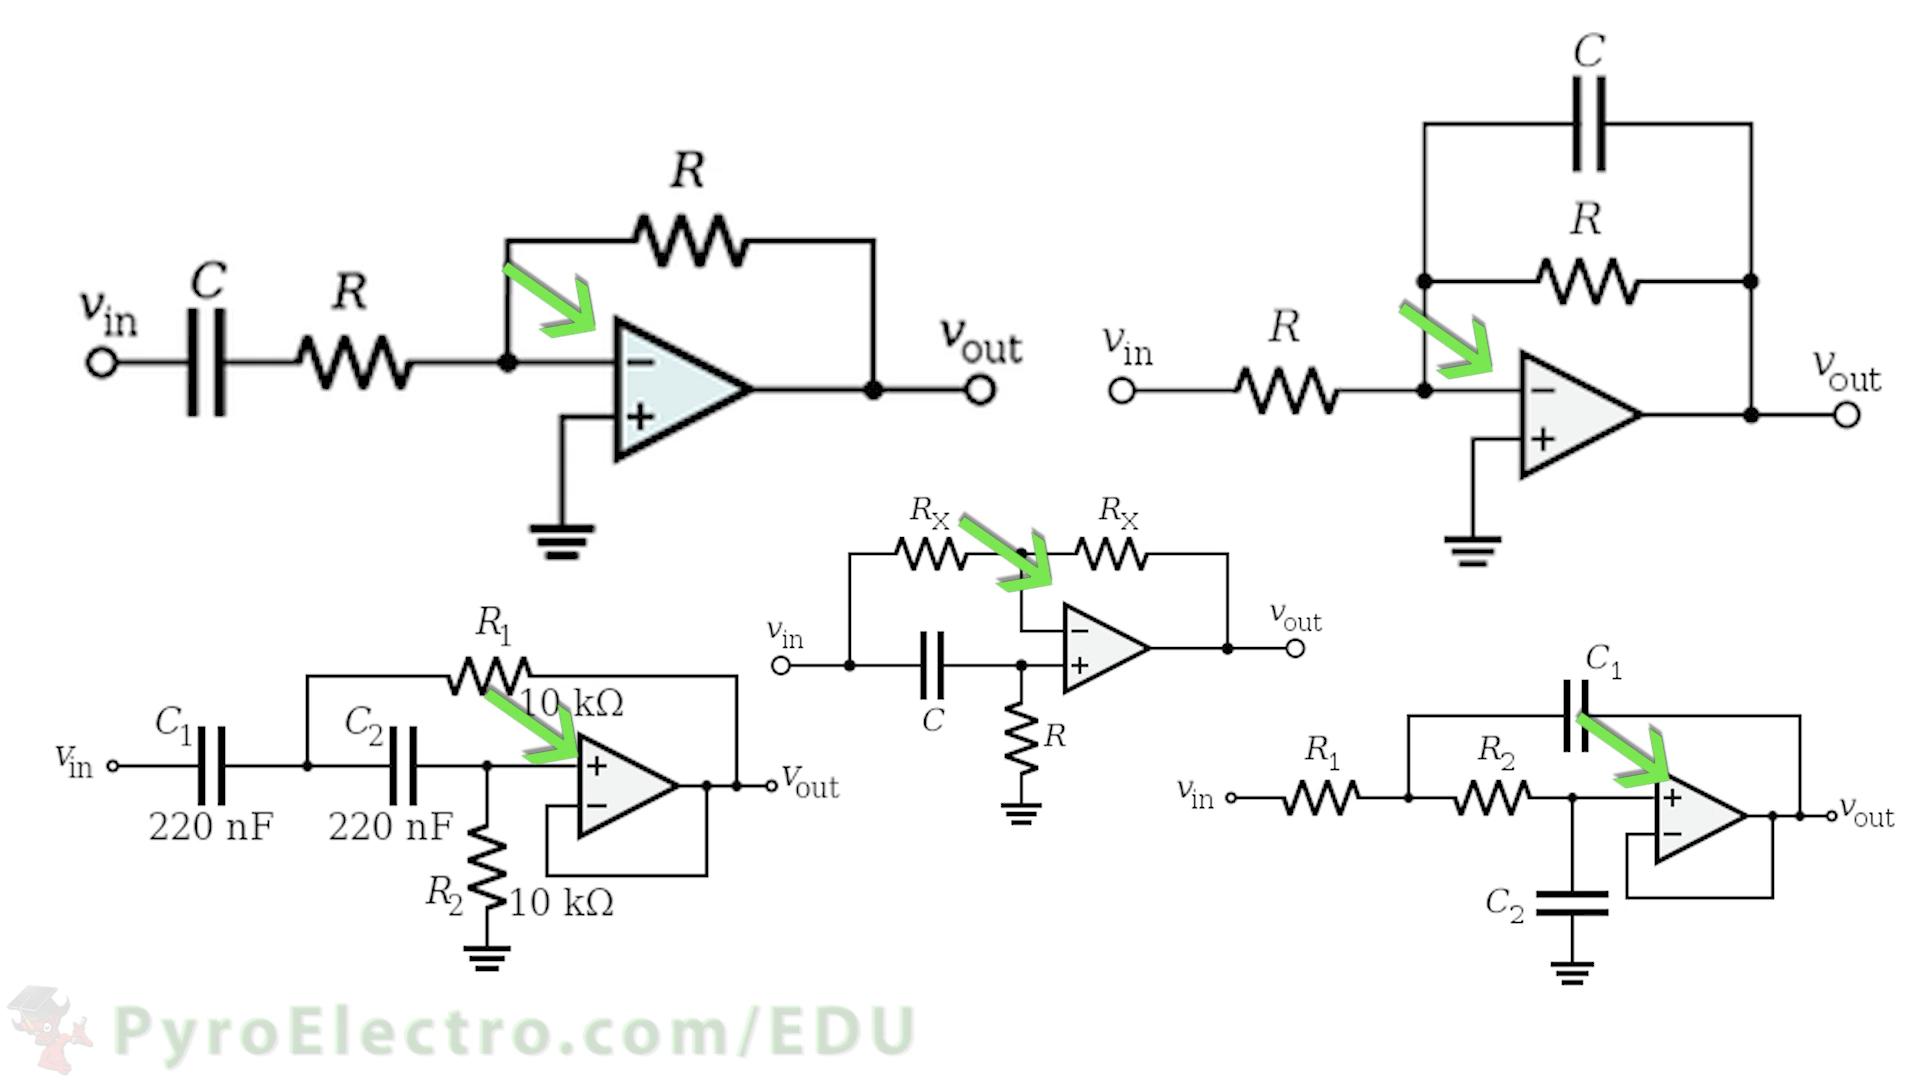 C
R
R
v_in
C
R
v_out
−
+
R
v_in
v_out
−
+
R_X
R_X
v_in
v_out
−
+
C
R
R_1
10 kΩ
C_1
C_2
v_in
220 nF
220 nF
+
−
v_out
R_2
10 kΩ
C_1
R_1
R_2
v_in
+
−
v_out
C_2
PyroElectro.com/EDU